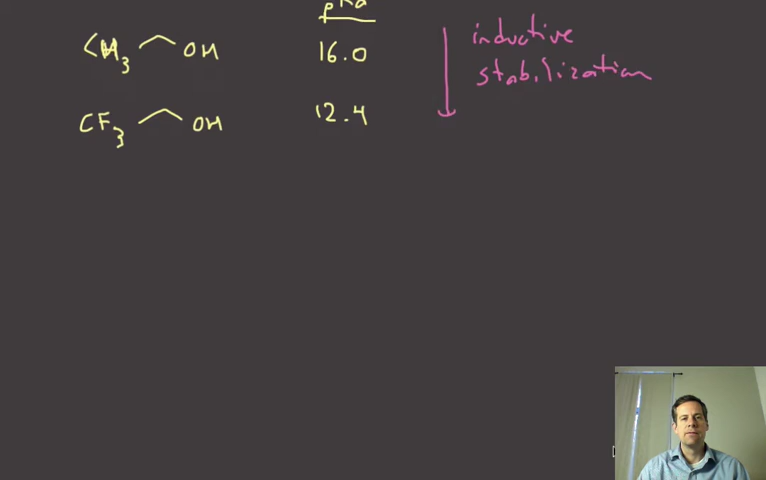 pKa
CH3 OH 16.0
CF3 OH 12.4
inductive
stabilization